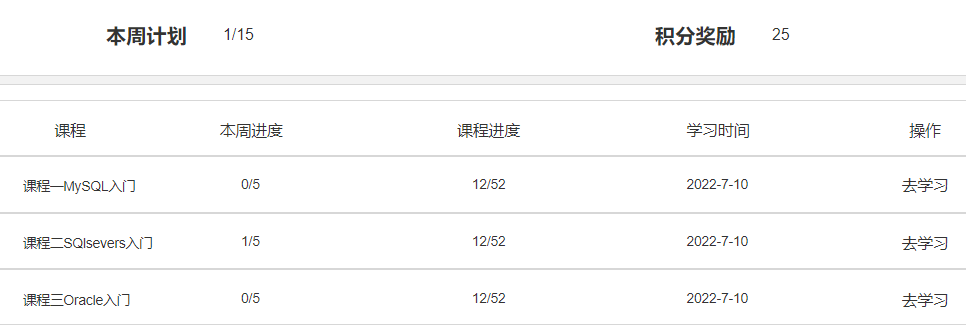 本周计划 1/15 积分奖励 25
课程 本周进度 课程进度 学习时间 操作
课程一MySQL入门 0/5 12/52 2022-7-10 去学习
课程二SQlsevers入门 1/5 12/52 2022-7-10 去学习
课程三Oracle入门 0/5 12/52 2022-7-10 去学习